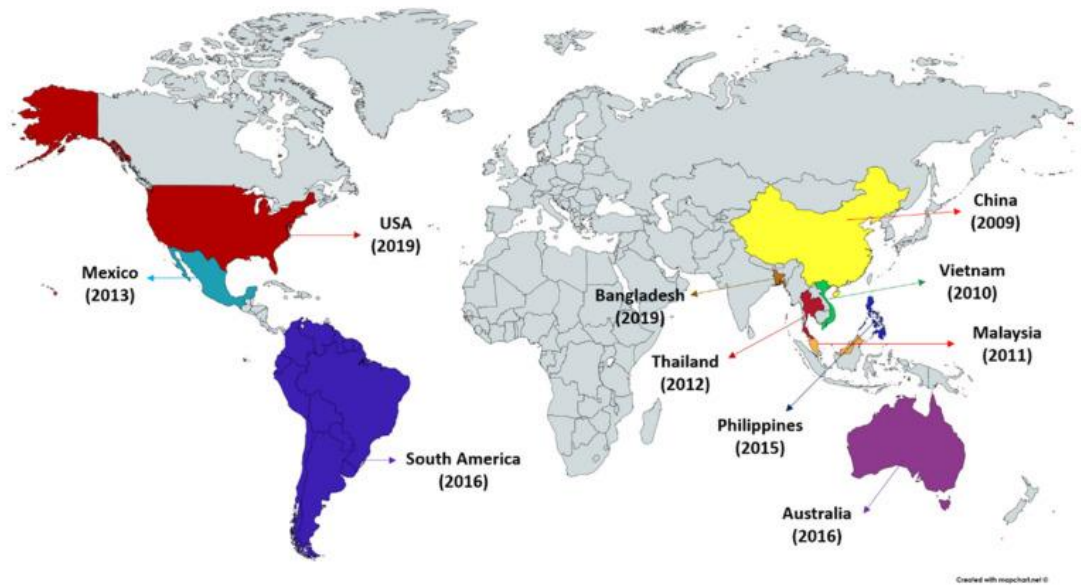 USA
(2019)
Mexico
(2013)
South America
(2016)
China
(2009)
Vietnam
(2010)
Bangladesh
(2019)
Malaysia
(2011)
Thailand
(2012)
Philippines
(2015)
Australia
(2016)
Created with mapchart.net ©